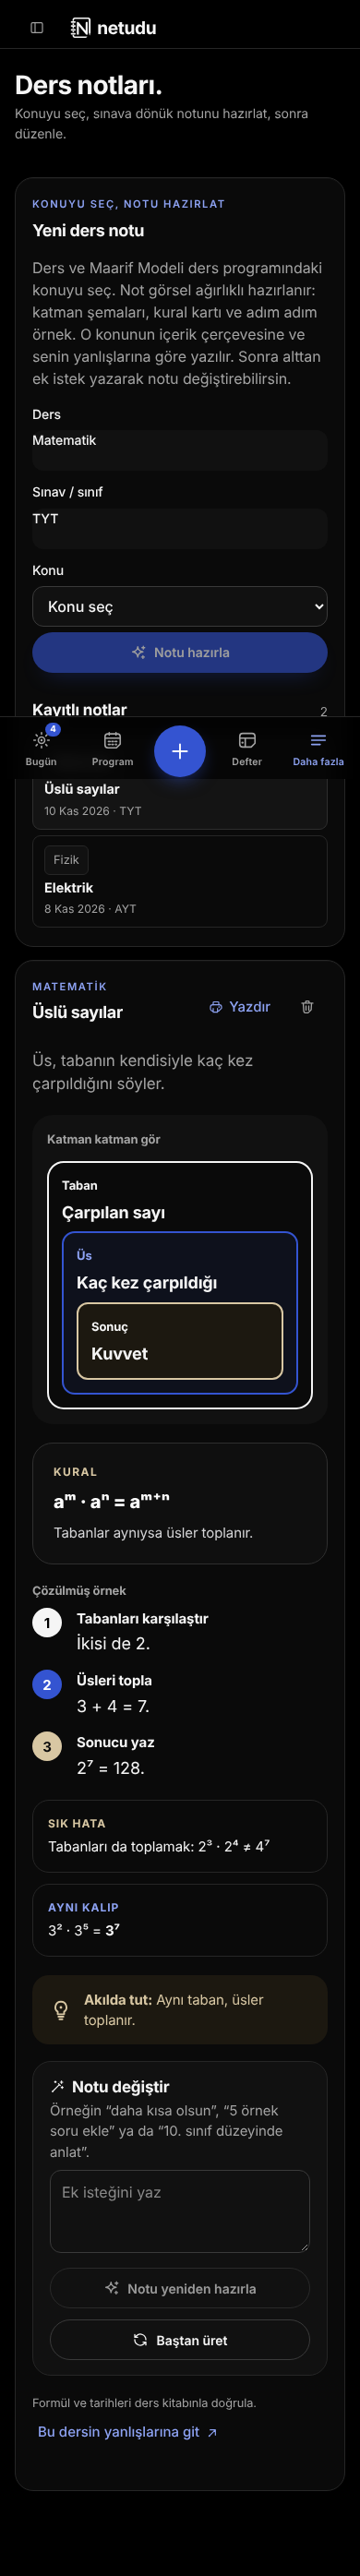 netudu
Ders notları.
Konuyu seç, sınava dönük notunu hazırlat, sonra
düzenle.
KONUYU SEÇ, NOTU HAZIRLAT
Yeni ders notu
Ders ve Maarif Modeli ders programındaki
konuyu seç. Not görsel ağırlıklı hazırlanır:
katman şemaları, kural kartı ve adım adım
örnek. O konunun içerik çerçevesine ve
senin yanlışlarına göre yazılır. Sonra alttan
ek istek yazarak notu değiştirebilirsin.
Ders
Matematik
Sınav / sınıf
TYT
Konu
Konu seç
Notu hazırla
Kayıtlı notlar
2
4
Bugün
Program
Defter
Daha fazla
Üslü sayılar
10 Kas 2026 · TYT
Fizik
Elektrik
8 Kas 2026 · AYT
MATEMATİK
Üslü sayılar
Yazdır
Üs, tabanın kendisiyle kaç kez
çarpıldığını söyler.
Katman katman gör
Taban
Çarpılan sayı
Üs
Kaç kez çarpıldığı
Sonuç
Kuvvet
KURAL
aᵐ · aⁿ = aᵐ⁺ⁿ
Tabanlar aynıysa üsler toplanır.
Çözülmüş örnek
1
Tabanları karşılaştır
İkisi de 2.
2
Üsleri topla
3 + 4 = 7.
3
Sonucu yaz
2⁷ = 128.
SIK HATA
Tabanları da toplamak: 2³ · 2⁴ ≠ 4⁷
AYNI KALIP
3² · 3⁵ = 3⁷
Akılda tut: Aynı taban, üsler
toplanır.
Notu değiştir
Örneğin “daha kısa olsun”, “5 örnek
soru ekle” ya da “10. sınıf düzeyinde
anlat”.
Ek isteğini yaz
Notu yeniden hazırla
Baştan üret
Formül ve tarihleri ders kitabınla doğrula.
Bu dersin yanlışlarına git